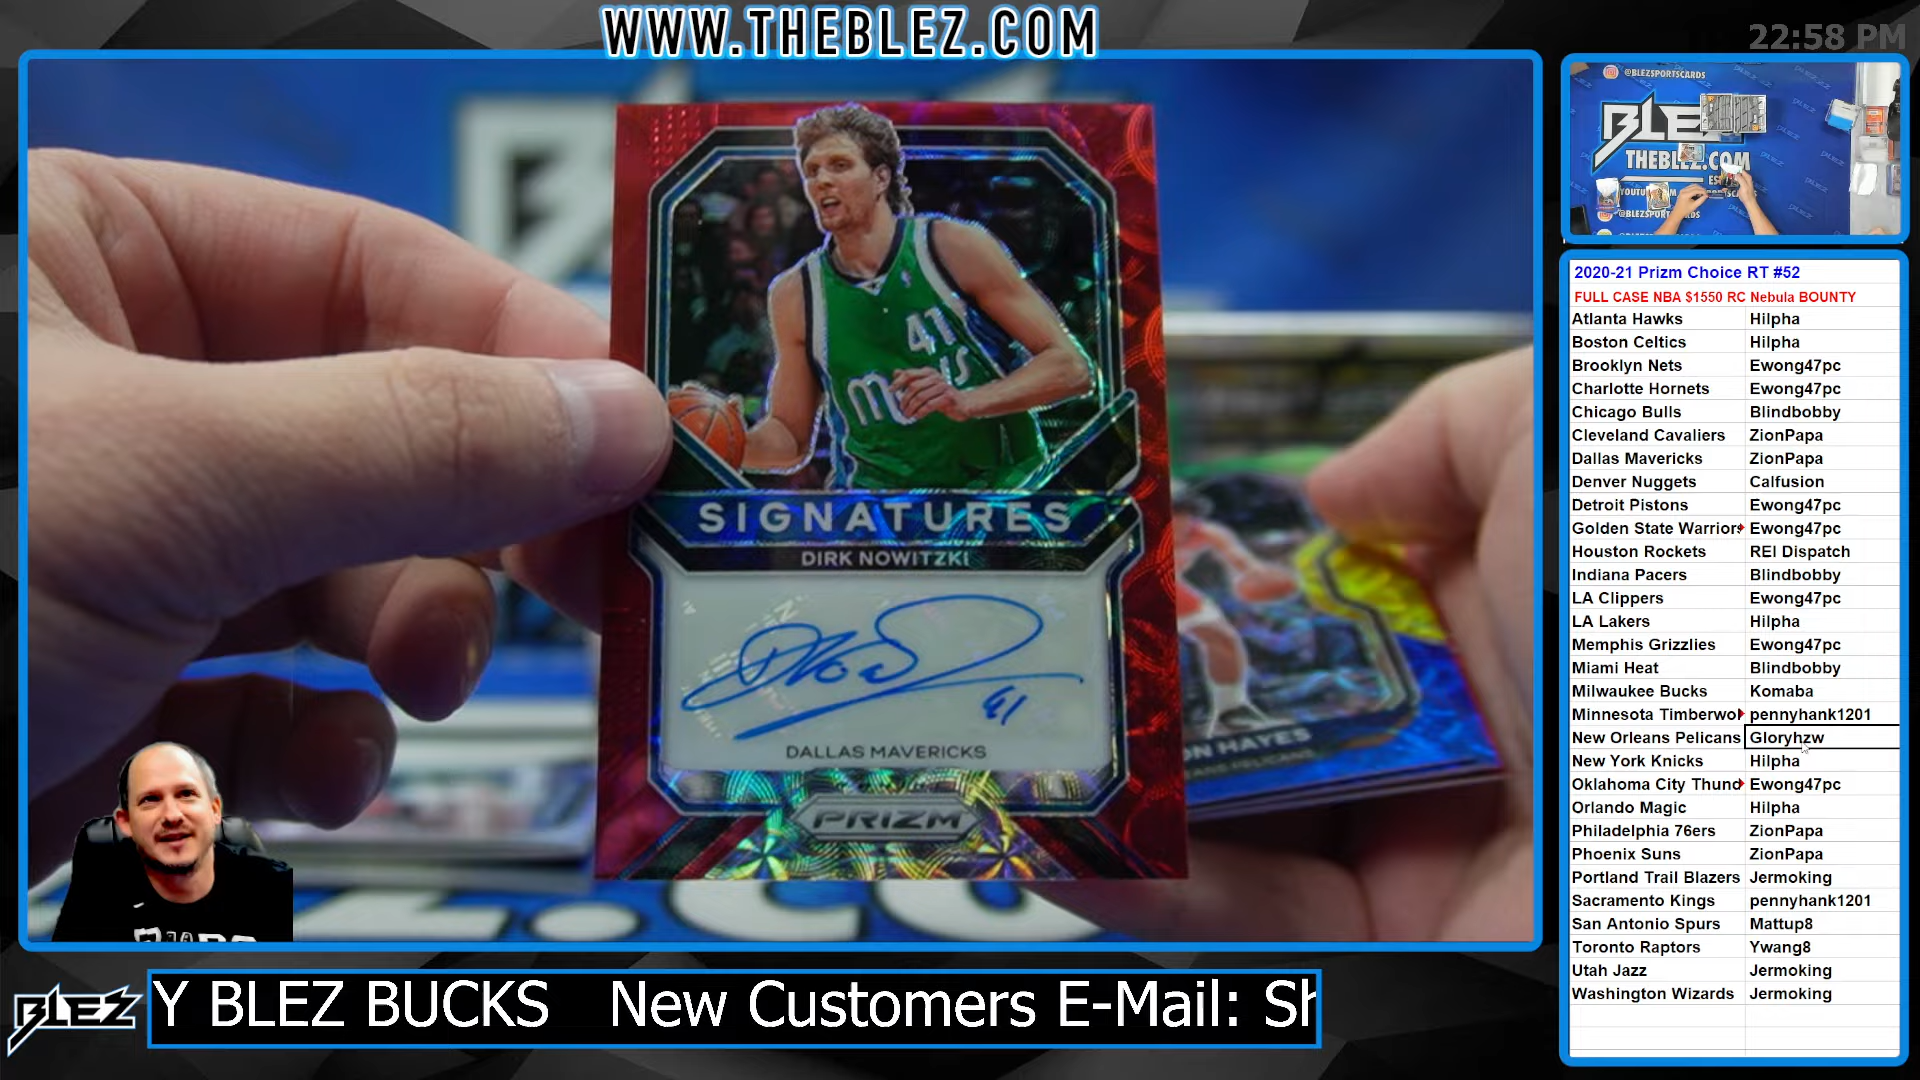 WWW.THEBLEZ.COM
22:58 PM
@BLEZSPORTSCARDS
BLEZ
THEBLEZ.COM
41
SIGNATURES
DIRK NOWITZKI
41
DALLAS MAVERICKS
PRIZM
ON HAYES
2020-21 Prizm Choice RT #52
FULL CASE NBA $1550 RC Nebula BOUNTY
Atlanta Hawks Hilpha
Boston Celtics Hilpha
Brooklyn Nets Ewong47pc
Charlotte Hornets Ewong47pc
Chicago Bulls Blindbobby
Cleveland Cavaliers ZionPapa
Dallas Mavericks ZionPapa
Denver Nuggets Calfusion
Detroit Pistons Ewong47pc
Golden State Warriors Ewong47pc
Houston Rockets REI Dispatch
Indiana Pacers Blindbobby
LA Clippers Ewong47pc
LA Lakers Hilpha
Memphis Grizzlies Ewong47pc
Miami Heat Blindbobby
Milwaukee Bucks Komaba
Minnesota Timberwol pennyhank1201
New Orleans Pelicans Gloryhzw
New York Knicks Hilpha
Oklahoma City Thund Ewong47pc
Orlando Magic Hilpha
Philadelphia 76ers ZionPapa
Phoenix Suns ZionPapa
Portland Trail Blazers Jermoking
Sacramento Kings pennyhank1201
San Antonio Spurs Mattup8
Toronto Raptors Ywang8
Utah Jazz Jermoking
Washington Wizards Jermoking
BLEZ
Y BLEZ BUCKS New Customers E-Mail: Sh